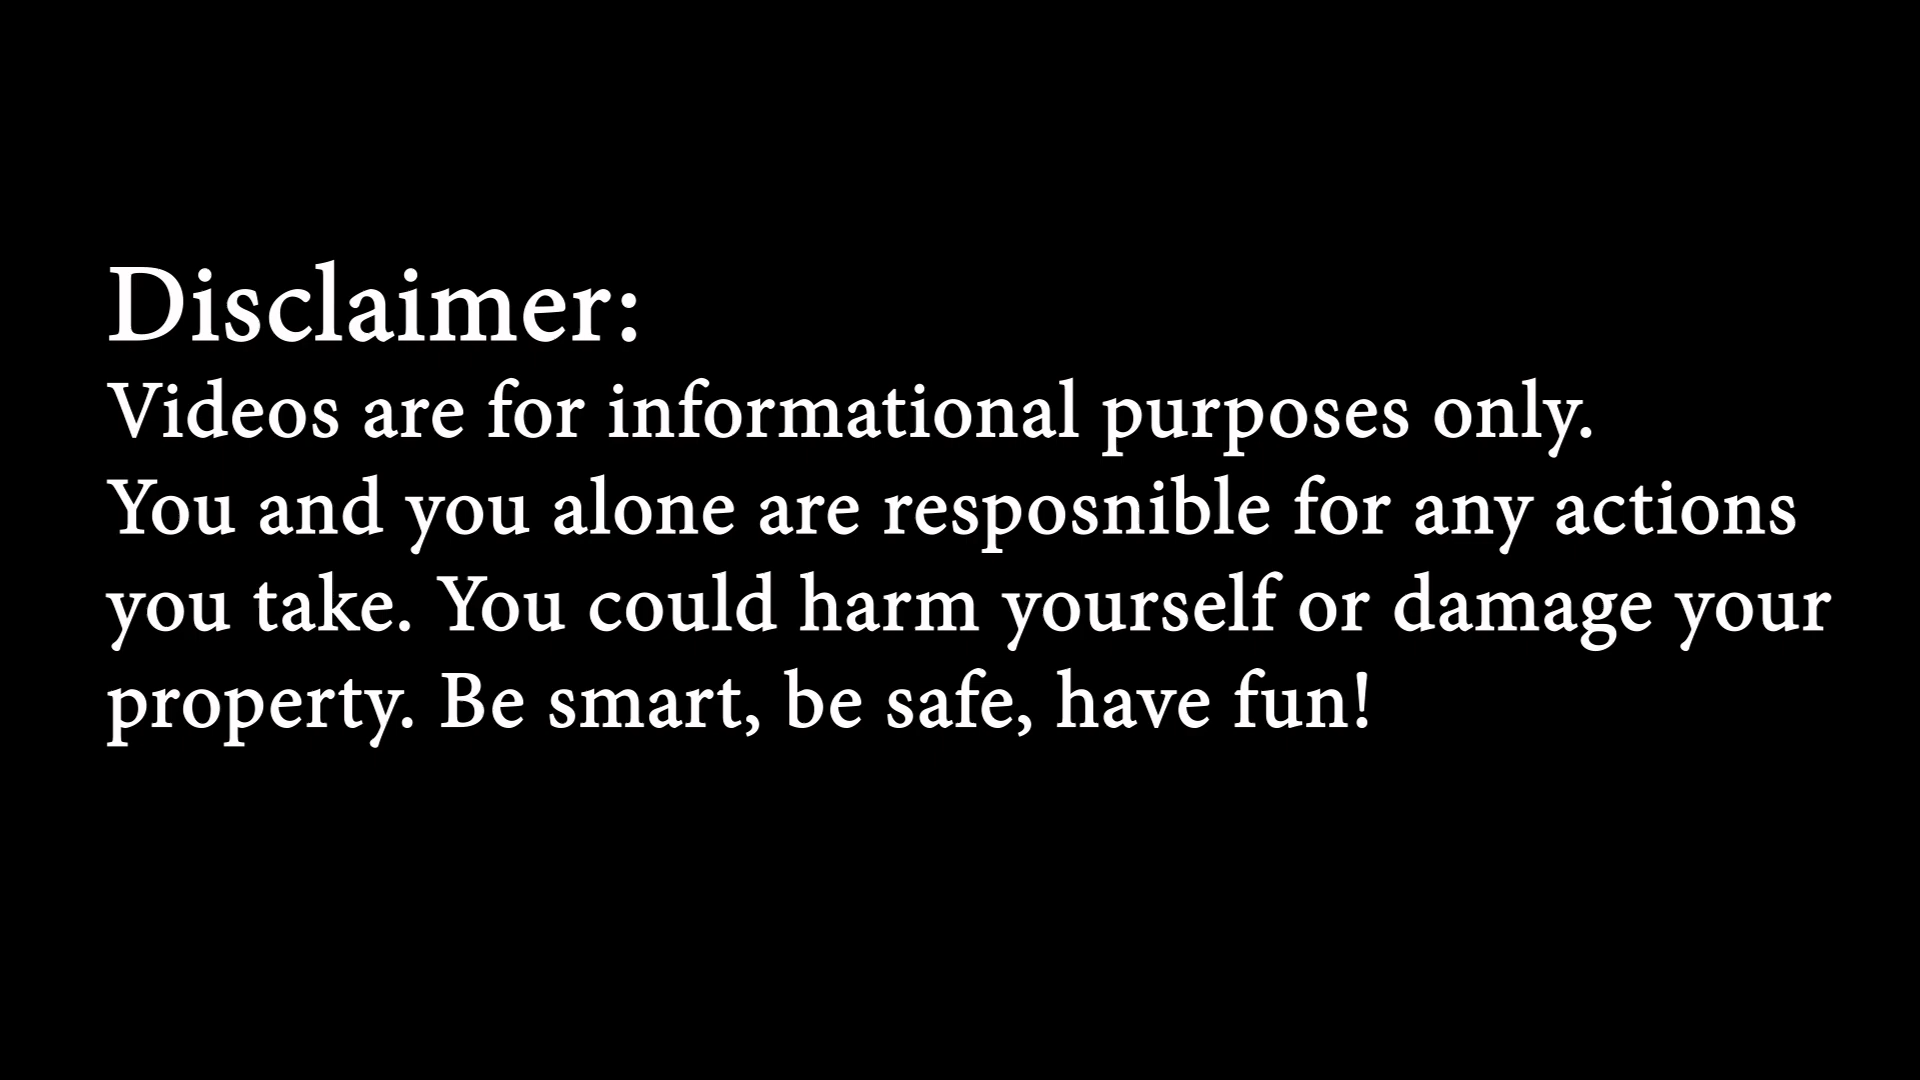 Disclaimer:
Videos are for informational purposes only.
You and you alone are resposnible for any actions
you take. You could harm yourself or damage your
property. Be smart, be safe, have fun!